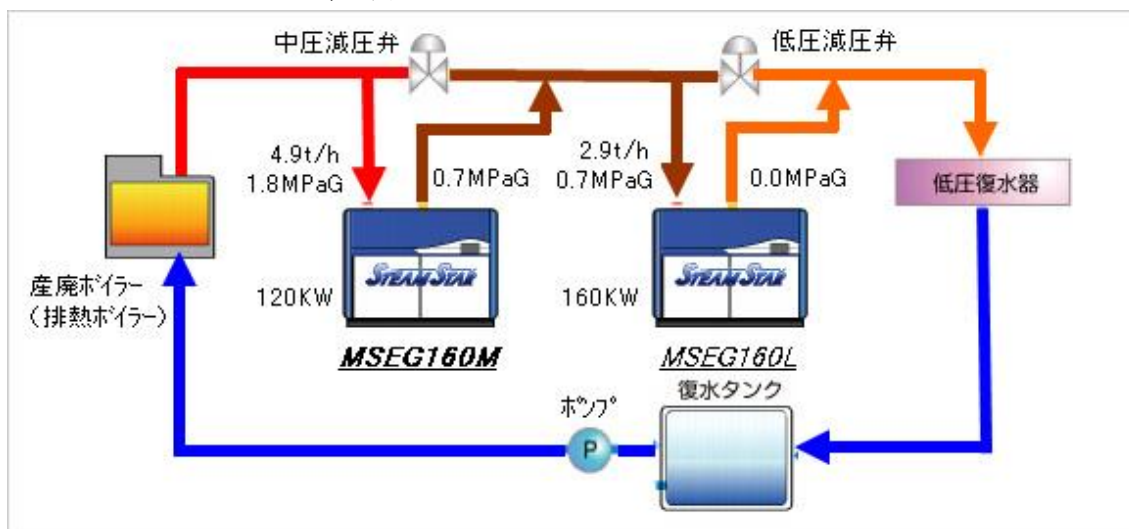 中圧減圧弁
低圧減圧弁
4.9t/h
1.8MPaG
0.7MPaG
2.9t/h
0.7MPaG
0.0MPaG
低圧復水器
産廃ﾎﾞｲﾗｰ
（排熱ﾎﾞｲﾗｰ）
120KW
STEAM STAR
160KW
STEAM STAR
MSEG160M
MSEG160L
復水タンク
ﾎﾟﾝﾌﾟ
P